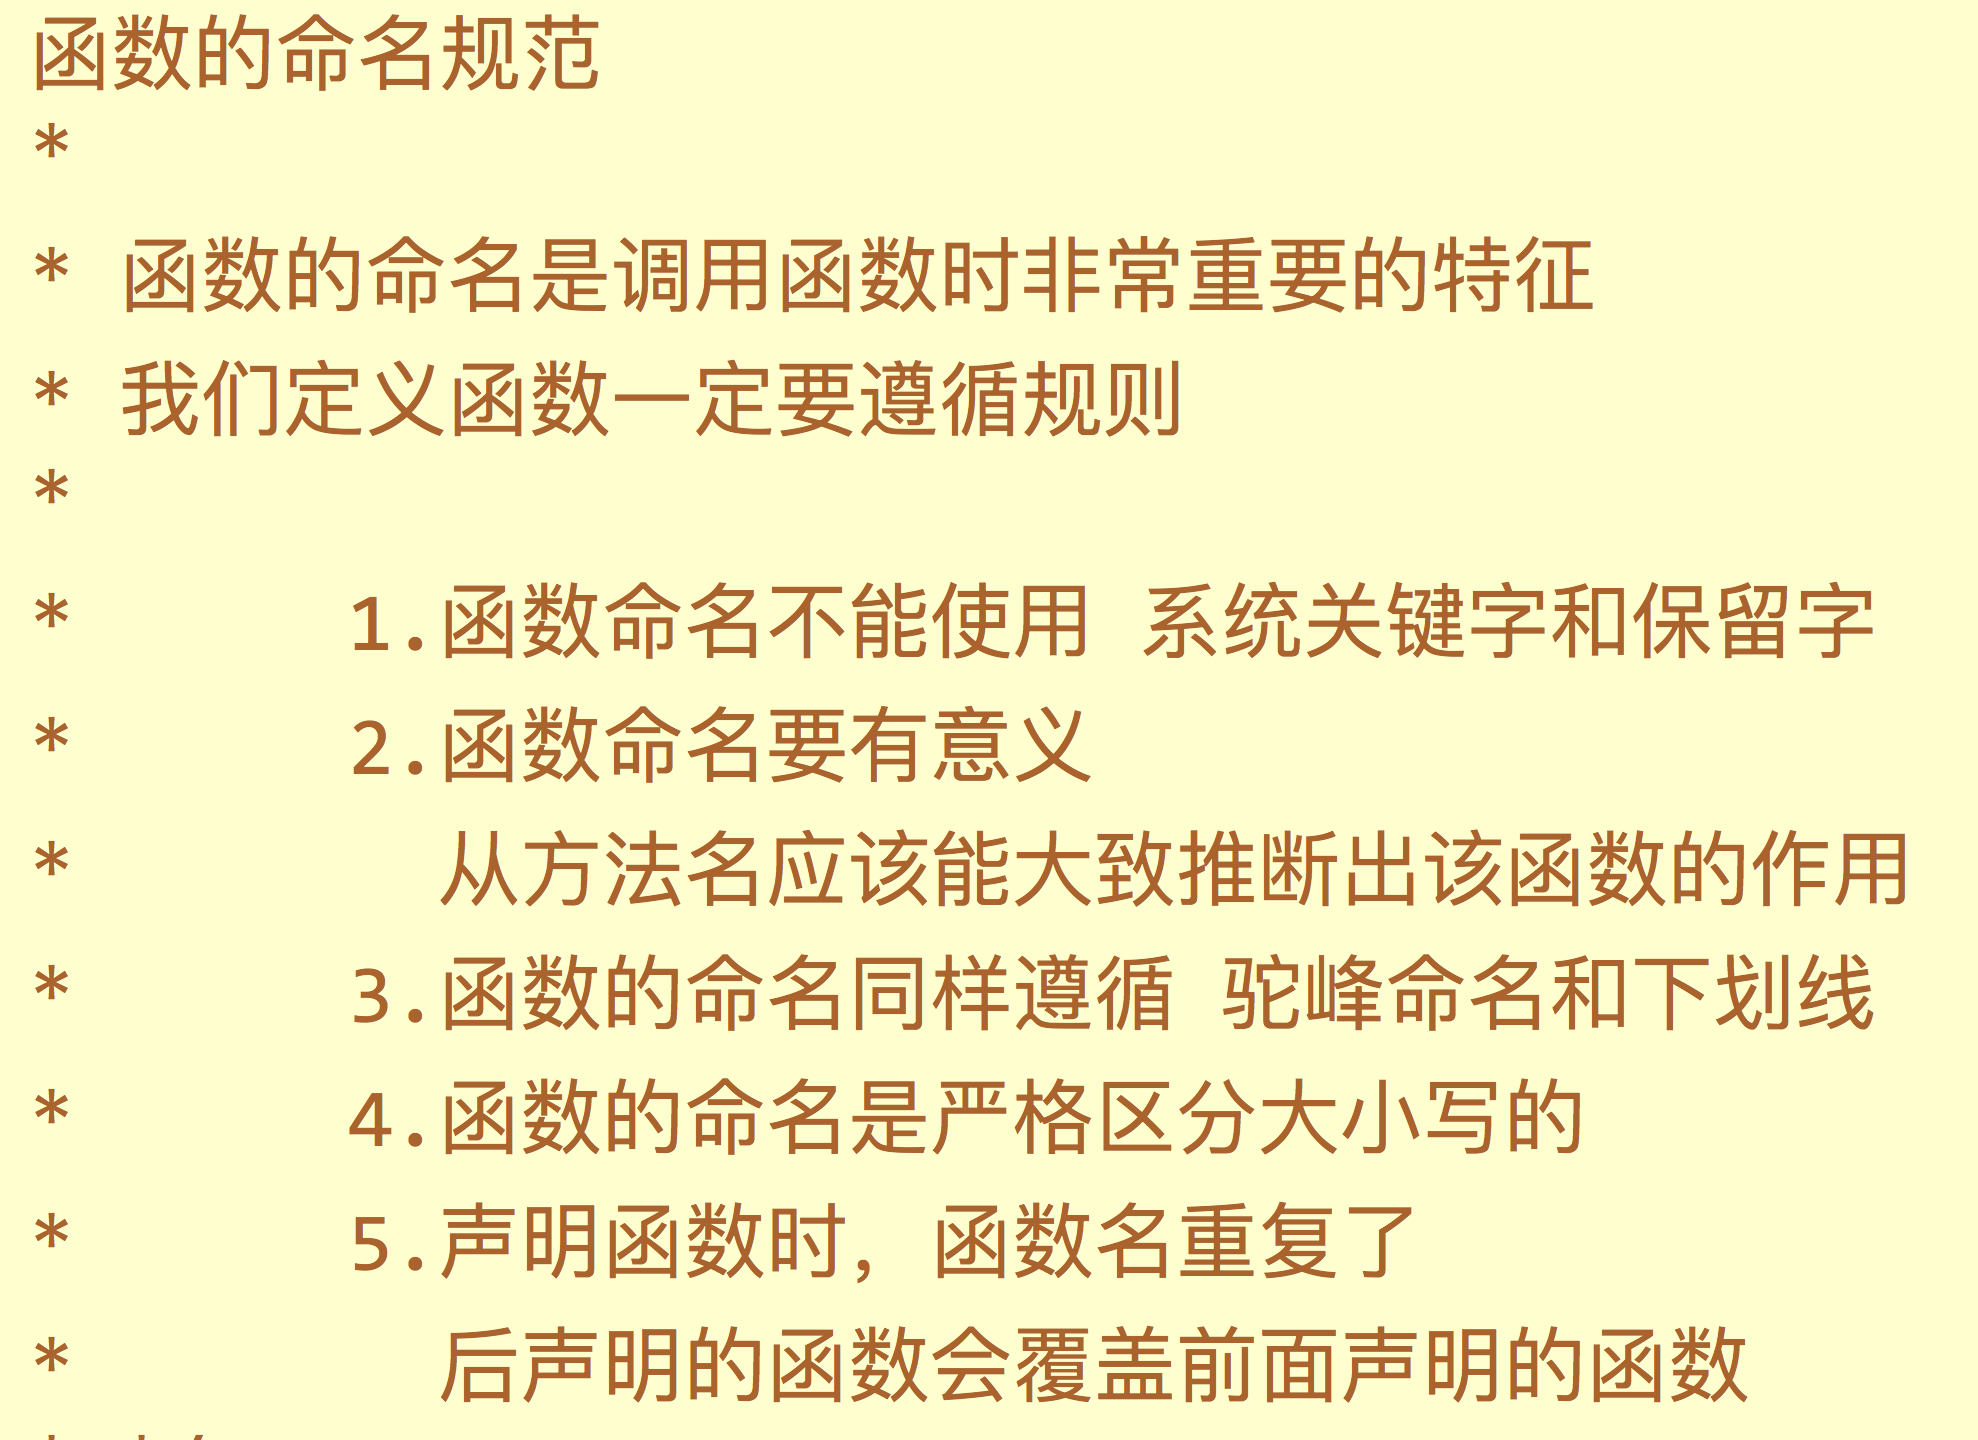 函数的命名规范
*
* 函数的命名是调用函数时非常重要的特征
* 我们定义函数一定要遵循规则
*
* 1.函数命名不能使用 系统关键字和保留字
* 2.函数命名要有意义
* 从方法名应该能大致推断出该函数的作用
* 3.函数的命名同样遵循 驼峰命名和下划线
* 4.函数的命名是严格区分大小写的
* 5.声明函数时，函数名重复了
* 后声明的函数会覆盖前面声明的函数